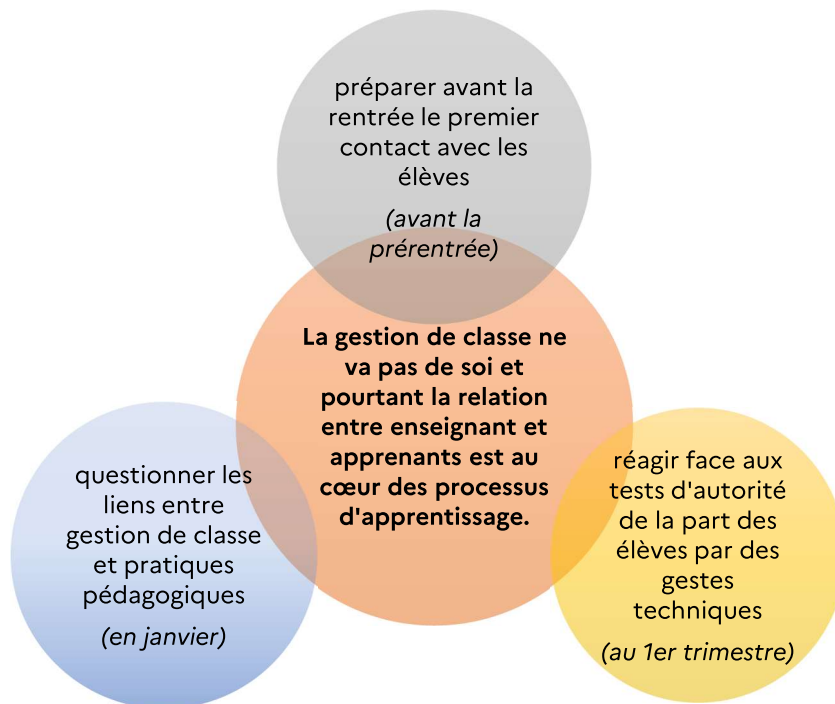 préparer avant la
rentrée le premier
contact avec les
élèves
(avant la
prérentrée)
La gestion de classe ne
va pas de soi et
pourtant la relation
entre enseignant et
apprenants est au
cœur des processus
d'apprentissage.
questionner les
liens entre
gestion de classe
et pratiques
pédagogiques
(en janvier)
réagir face aux
tests d'autorité
de la part des
élèves par des
gestes
techniques
(au 1er trimestre)